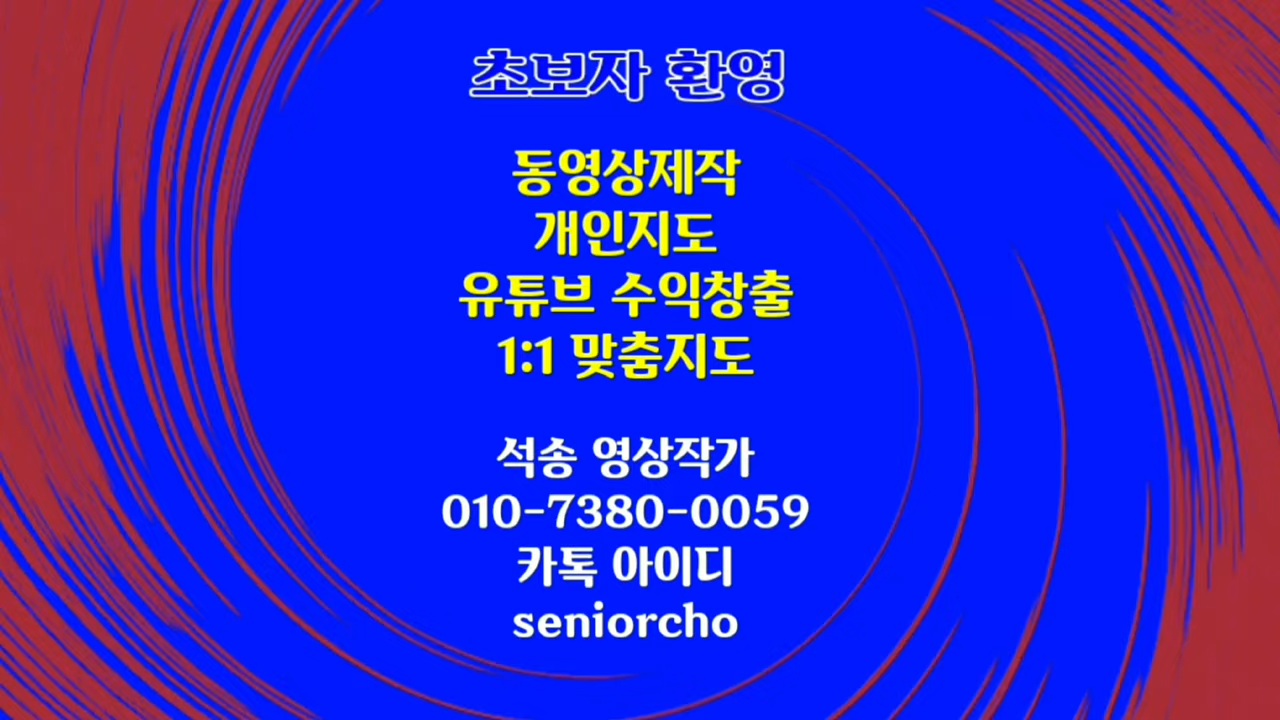 초보자 환영
동영상제작
개인지도
유튜브 수익창출
1:1 맞춤지도
석송 영상작가
010-7380-0059
카톡 아이디
seniorcho